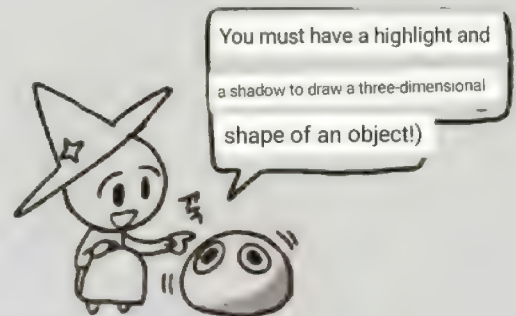 You must have a highlight and
a shadow to draw a three-dimensional
shape of an object!)